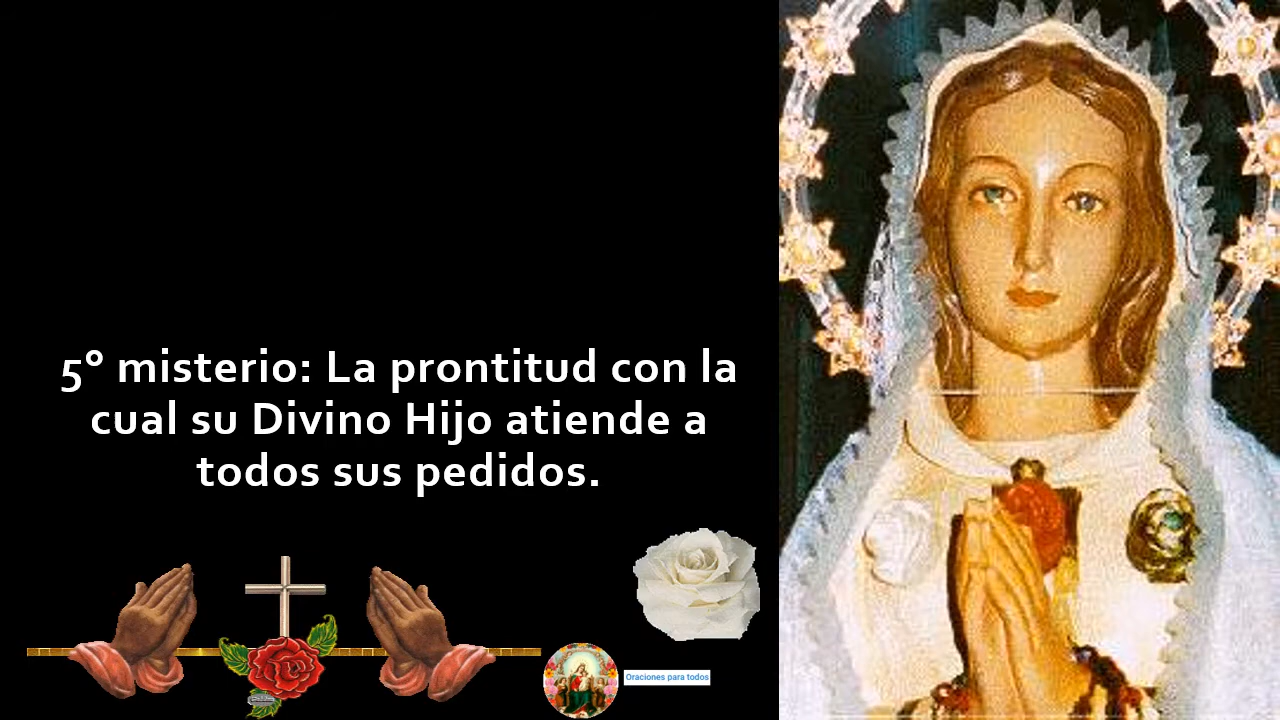 5° misterio: La prontitud con la
cual su Divino Hijo atiende a
todos sus pedidos.
Oraciones para todos